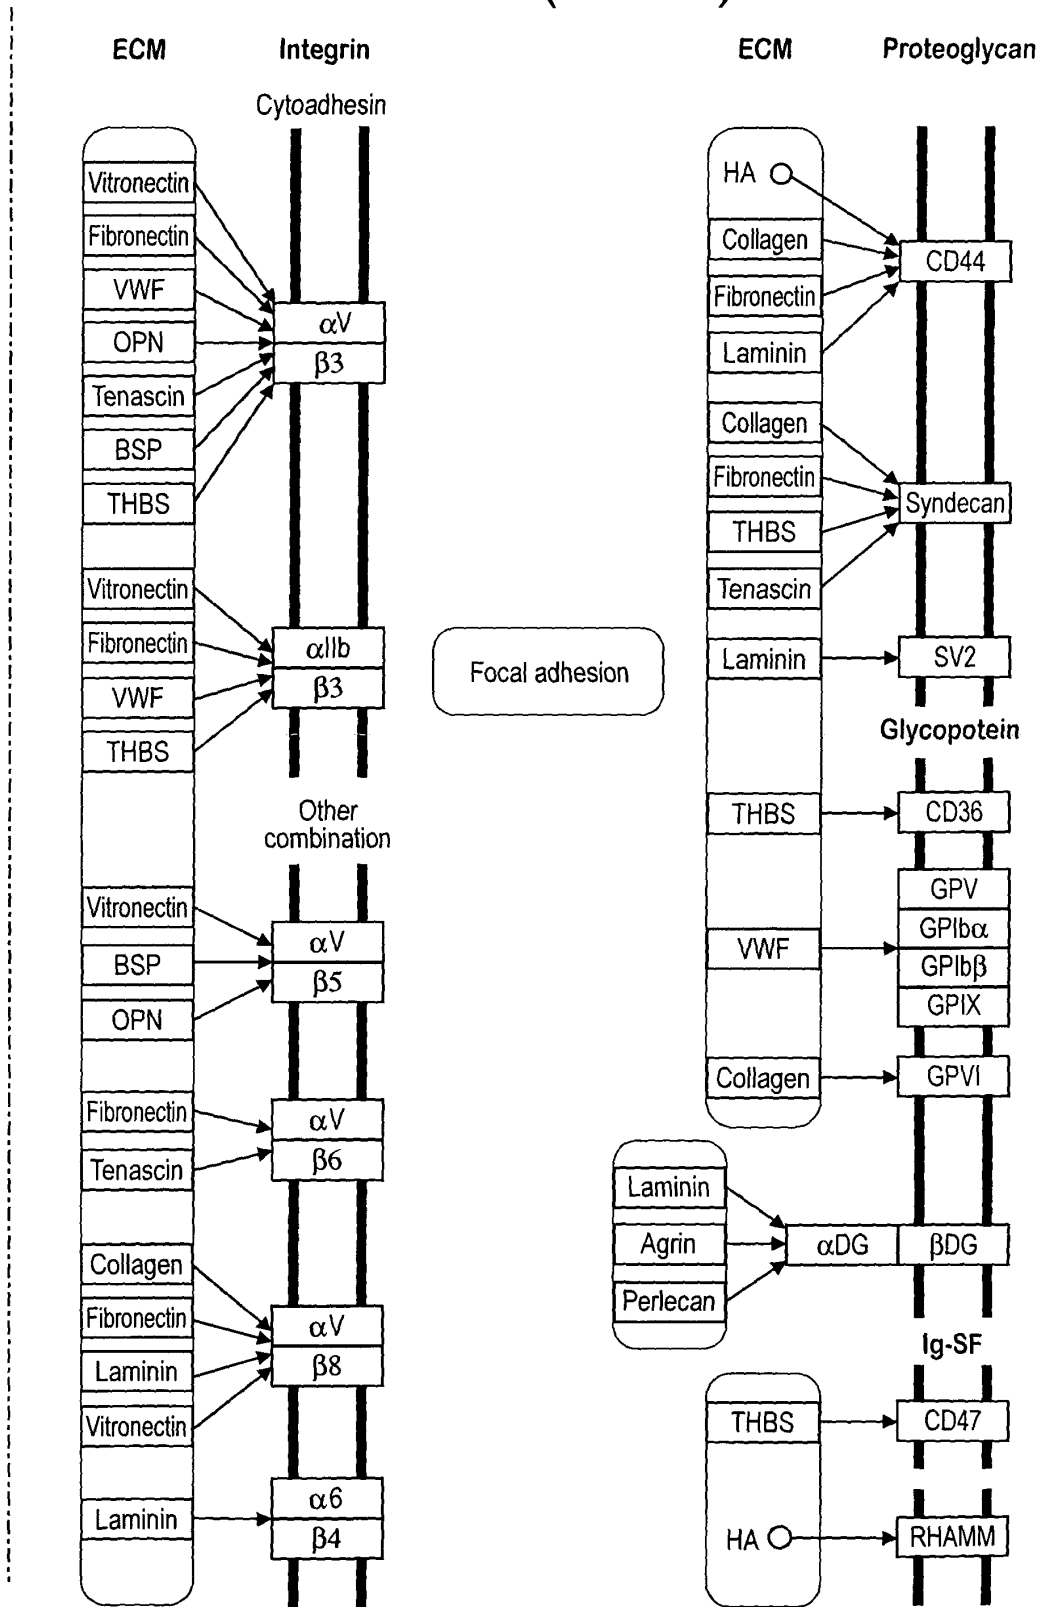 ECM Integrin
Cytoadhesin
Vitronectin
Fibronectin
VWF
OPN
Tenascin
BSP
THBS
αV
β3
Vitronectin
Fibronectin
VWF
THBS
αIIb
β3
Other
combination
Vitronectin
BSP
OPN
αV
β5
Fibronectin
Tenascin
αV
β6
Collagen
Fibronectin
Laminin
Vitronectin
αV
β8
Laminin
α6
β4
Focal adhesion
ECM Proteoglycan
HA
Collagen
Fibronectin
Laminin
CD44
Collagen
Fibronectin
THBS
Tenascin
Syndecan
Laminin
SV2
Glycopotein
THBS
CD36
VWF
GPV
GPIbα
GPIbβ
GPIX
Collagen
GPVI
Laminin
Agrin
Perlecan
αDG
βDG
Ig-SF
THBS
CD47
HA
RHAMM